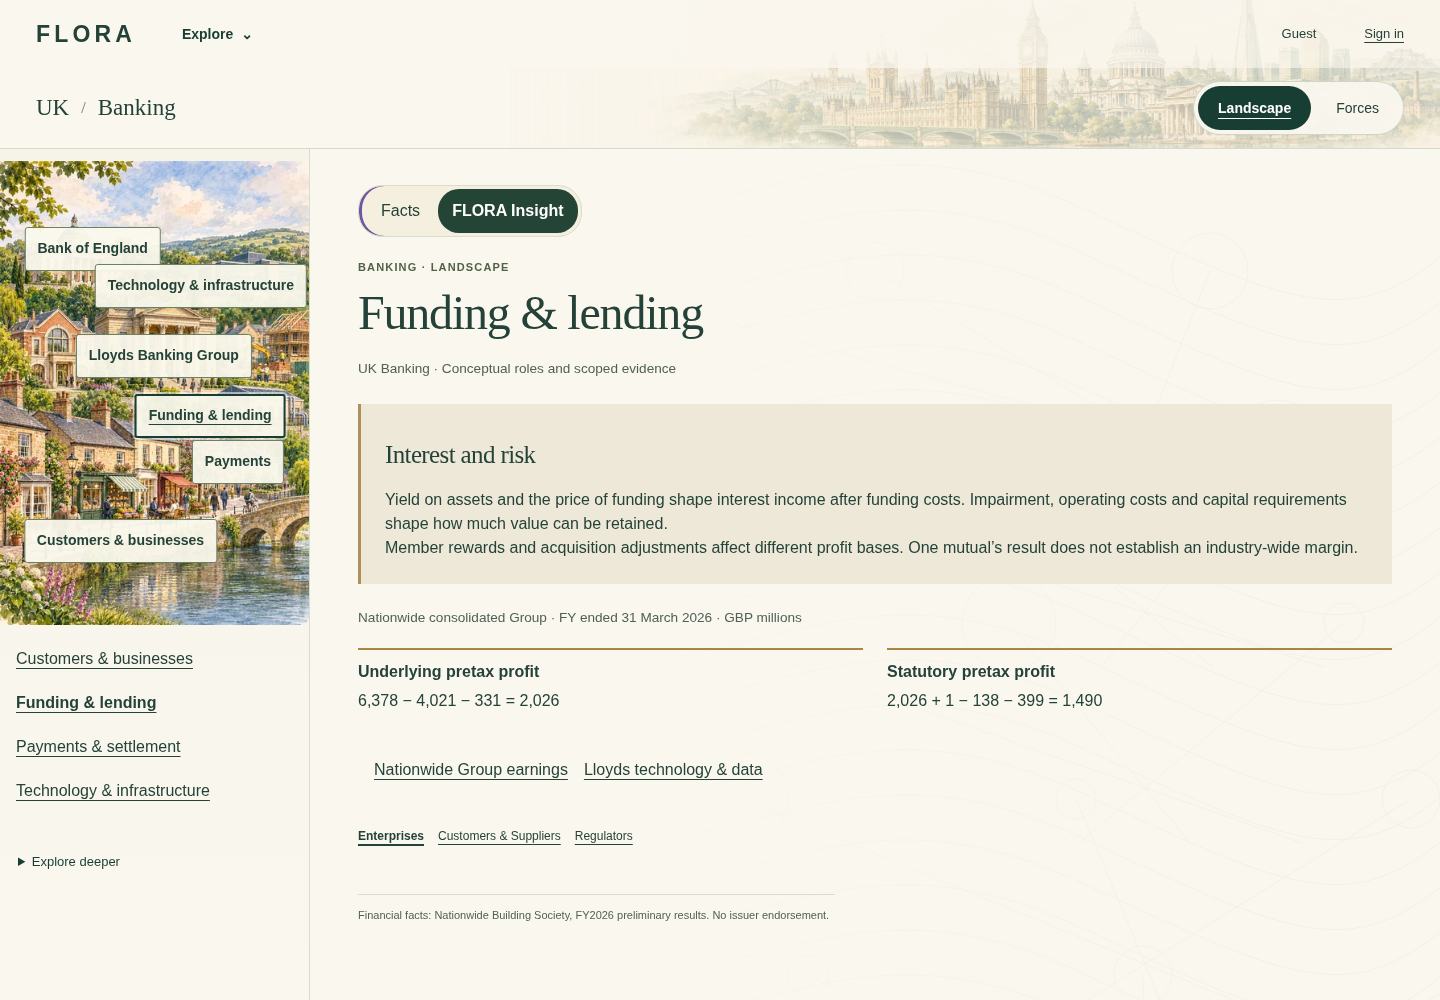 FLORA
Explore
Guest
Sign in
UK / Banking
Landscape
Forces
Bank of England
Technology & infrastructure
Lloyds Banking Group
Funding & lending
Payments
Customers & businesses
Customers & businesses
Funding & lending
Payments & settlement
Technology & infrastructure
▶ Explore deeper
Facts
FLORA Insight
BANKING · LANDSCAPE
Funding & lending
UK Banking · Conceptual roles and scoped evidence
Interest and risk
Yield on assets and the price of funding shape interest income after funding costs. Impairment, operating costs and capital requirements
shape how much value can be retained.
Member rewards and acquisition adjustments affect different profit bases. One mutual’s result does not establish an industry-wide margin.
Nationwide consolidated Group · FY ended 31 March 2026 · GBP millions
Underlying pretax profit
6,378 − 4,021 − 331 = 2,026
Statutory pretax profit
2,026 + 1 − 138 − 399 = 1,490
Nationwide Group earnings
Lloyds technology & data
Enterprises
Customers & Suppliers
Regulators
Financial facts: Nationwide Building Society, FY2026 preliminary results. No issuer endorsement.